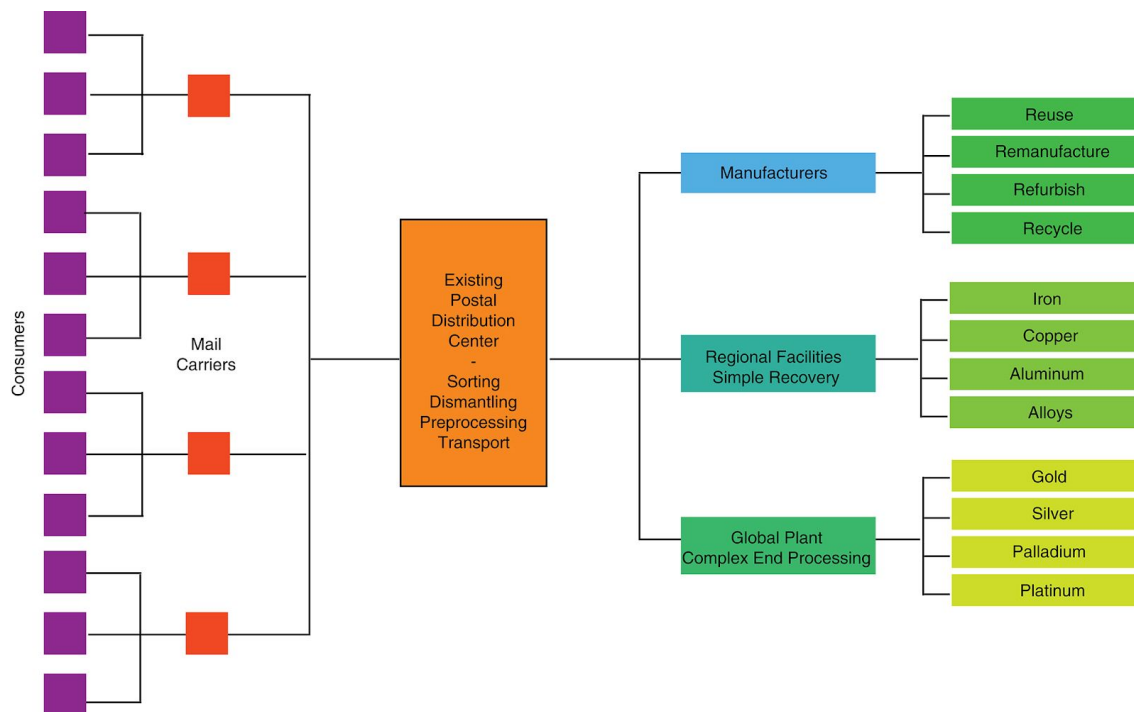 Consumers
Mail
Carriers
Existing
Postal
Distribution
Center
-
Sorting
Dismantling
Preprocessing
Transport
Manufacturers
Reuse
Remanufacture
Refurbish
Recycle
Regional Facilities
Simple Recovery
Iron
Copper
Aluminum
Alloys
Global Plant
Complex End Processing
Gold
Silver
Palladium
Platinum